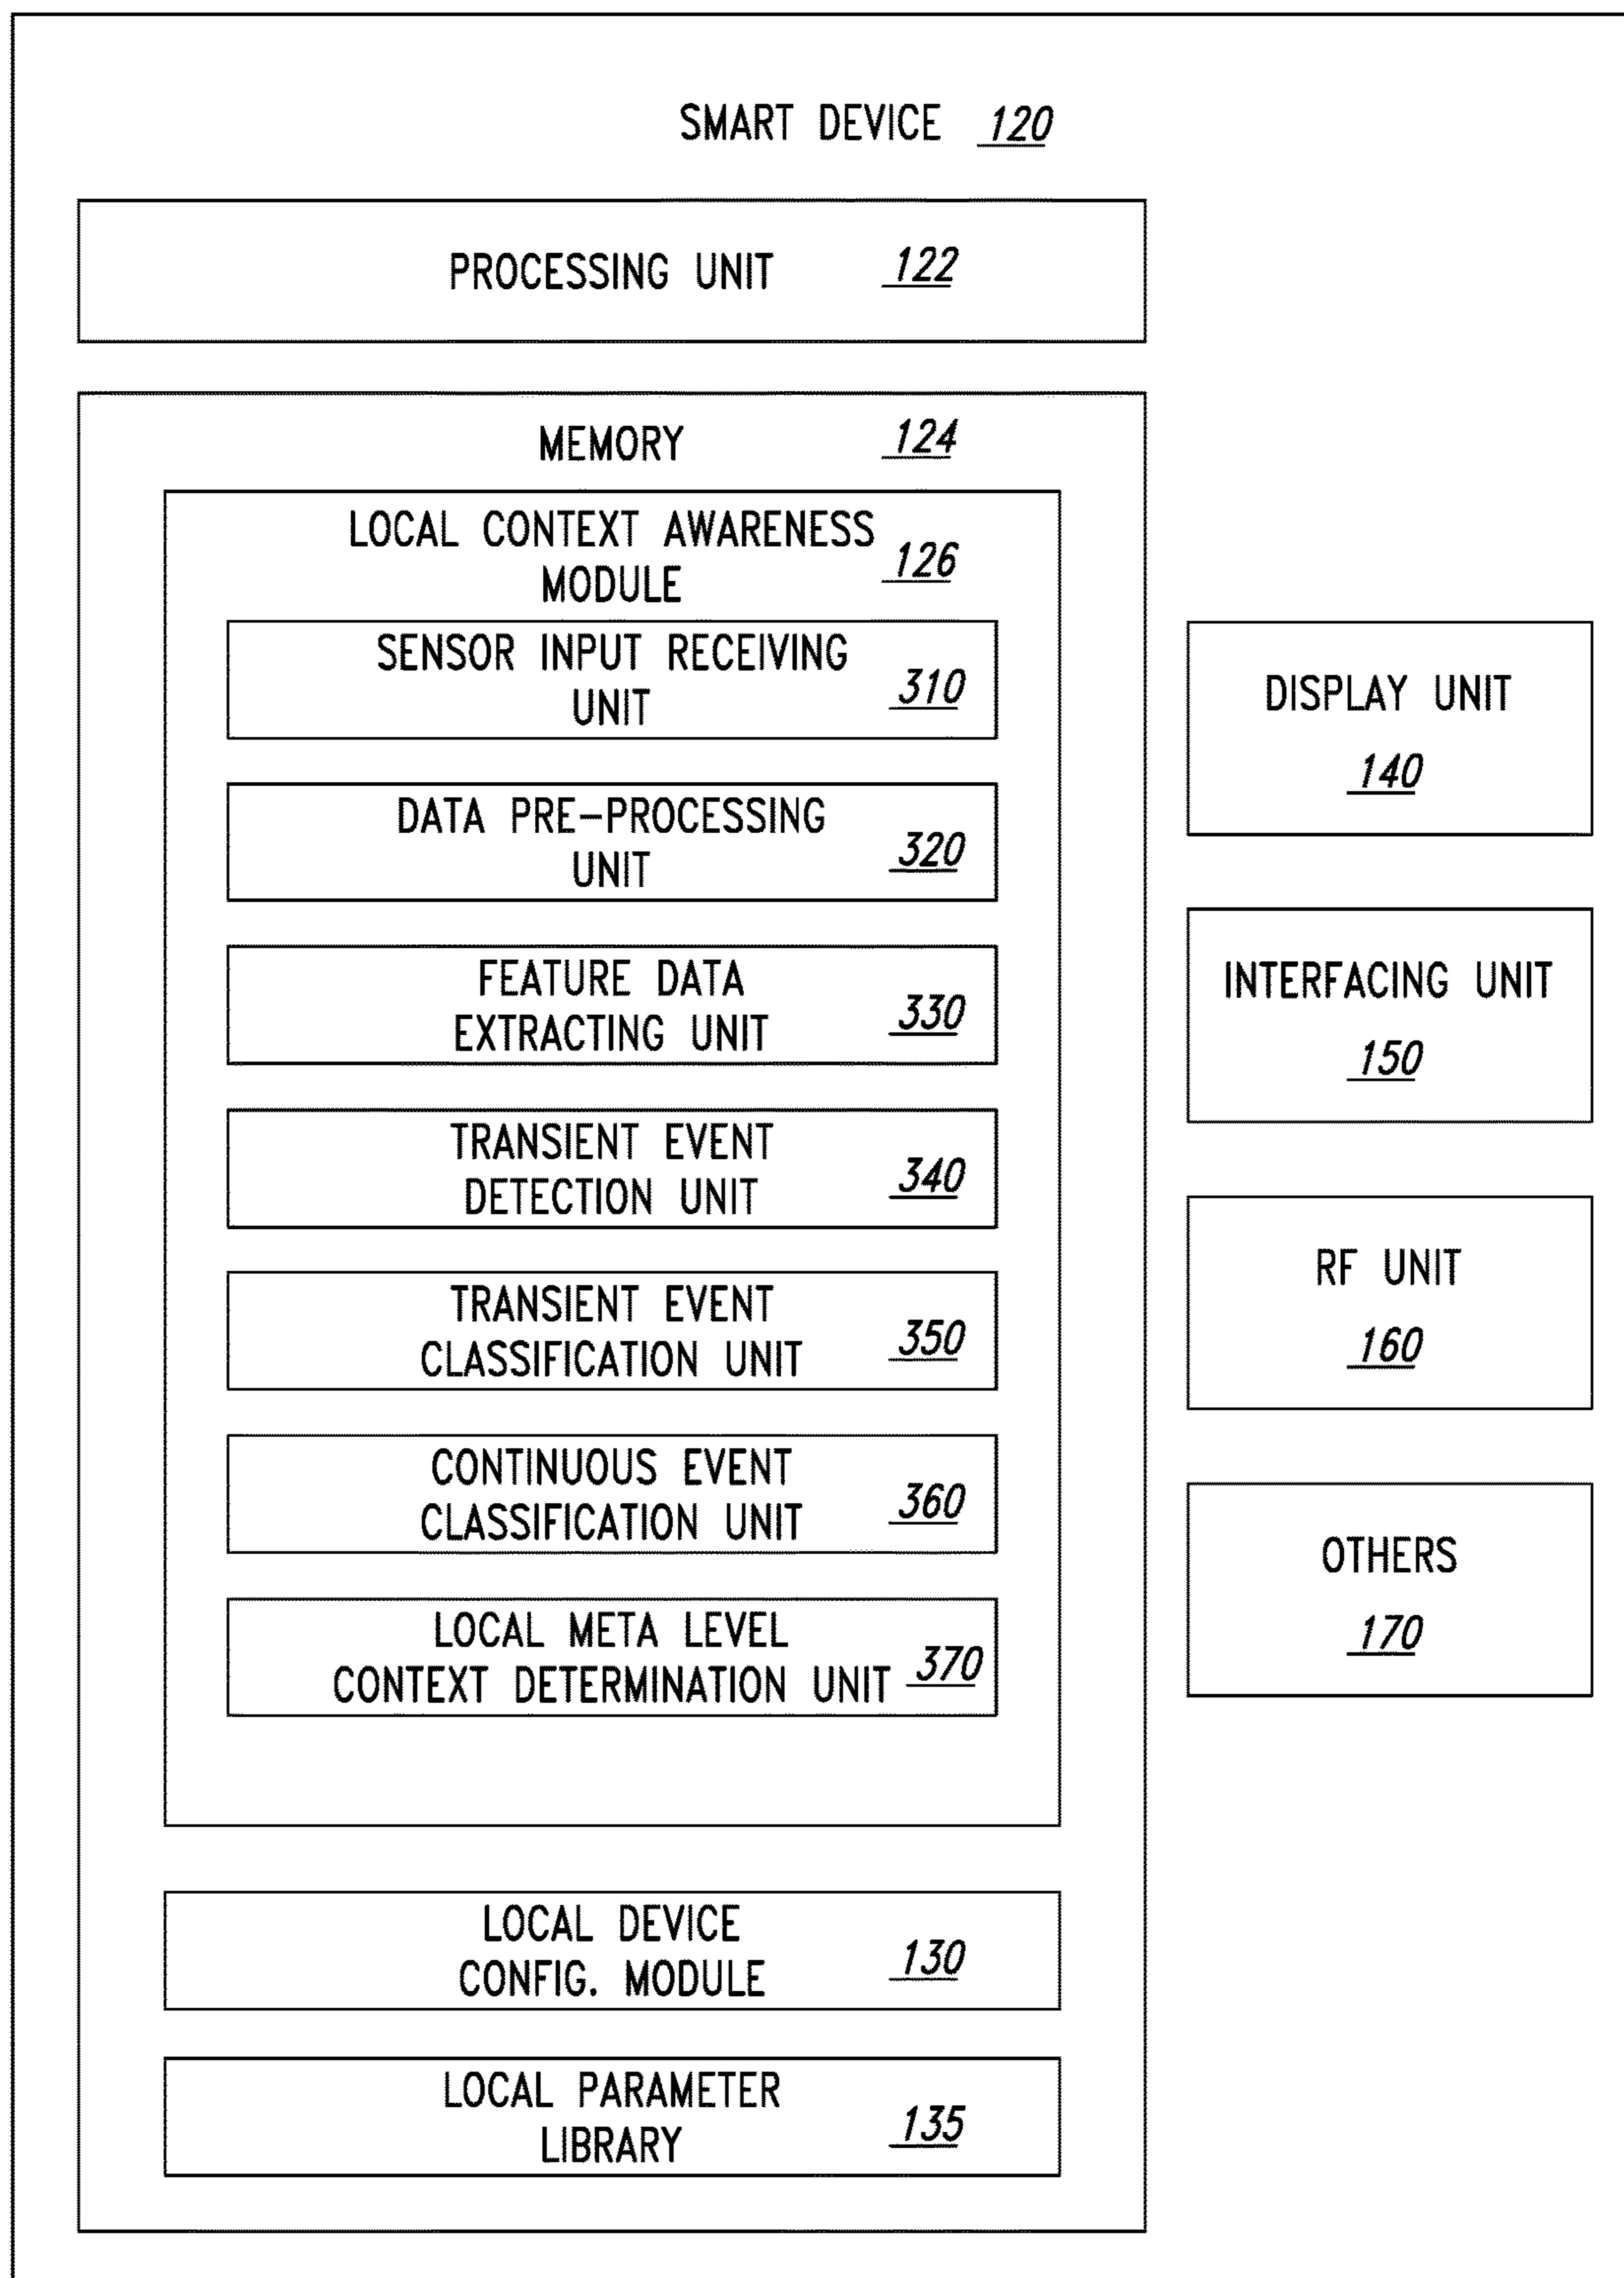 SMART DEVICE 120
PROCESSING UNIT 122
MEMORY 124
LOCAL CONTEXT AWARENESS
MODULE 126
SENSOR INPUT RECEIVING
UNIT 310
DATA PRE-PROCESSING
UNIT 320
FEATURE DATA
EXTRACTING UNIT 330
TRANSIENT EVENT
DETECTION UNIT 340
TRANSIENT EVENT
CLASSIFICATION UNIT 350
CONTINUOUS EVENT
CLASSIFICATION UNIT 360
LOCAL META LEVEL
CONTEXT DETERMINATION UNIT 370
LOCAL DEVICE
CONFIG. MODULE 130
LOCAL PARAMETER
LIBRARY 135
DISPLAY UNIT
140
INTERFACING UNIT
150
RF UNIT
160
OTHERS
170